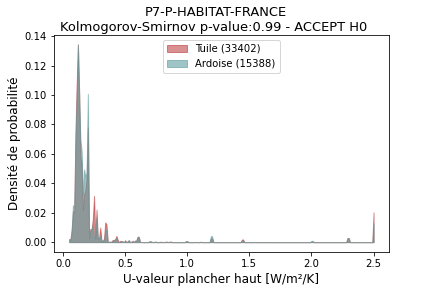 P7-P-HABITAT-FRANCE
Kolmogorov-Smirnov p-value:0.99 - ACCEPT H0
Tuile (33402)
Ardoise (15388)
Densité de probabilité
0.14
0.12
0.10
0.08
0.06
0.04
0.02
0.00
0.0 0.5 1.0 1.5 2.0 2.5
U-valeur plancher haut [W/m²/K]